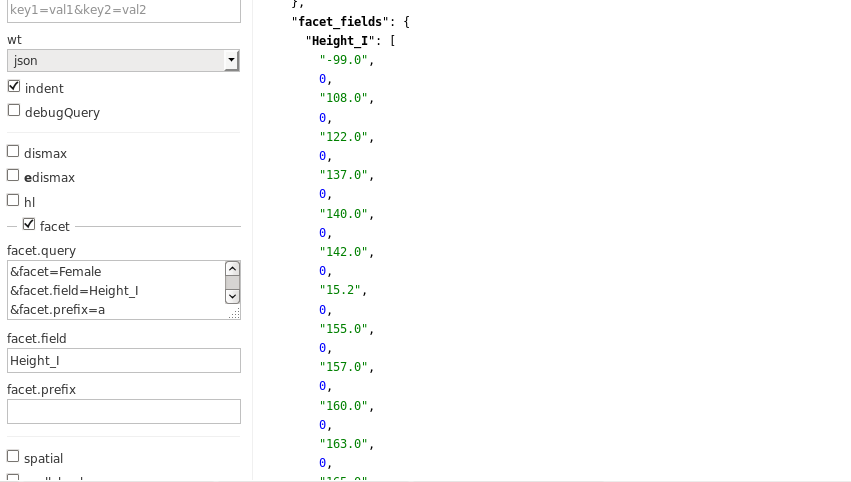 key1=val1&key2=val2
wt
json
indent
debugQuery
dismax
edismax
hl
facet
facet.query
&facet=Female
&facet.field=Height_I
&facet.prefix=a
facet.field
Height_I
facet.prefix
spatial
},
"facet_fields": {
"Height_I": [
"-99.0",
0,
"108.0",
0,
"122.0",
0,
"137.0",
0,
"140.0",
0,
"142.0",
0,
"15.2",
0,
"155.0",
0,
"157.0",
0,
"160.0",
0,
"163.0",
0,